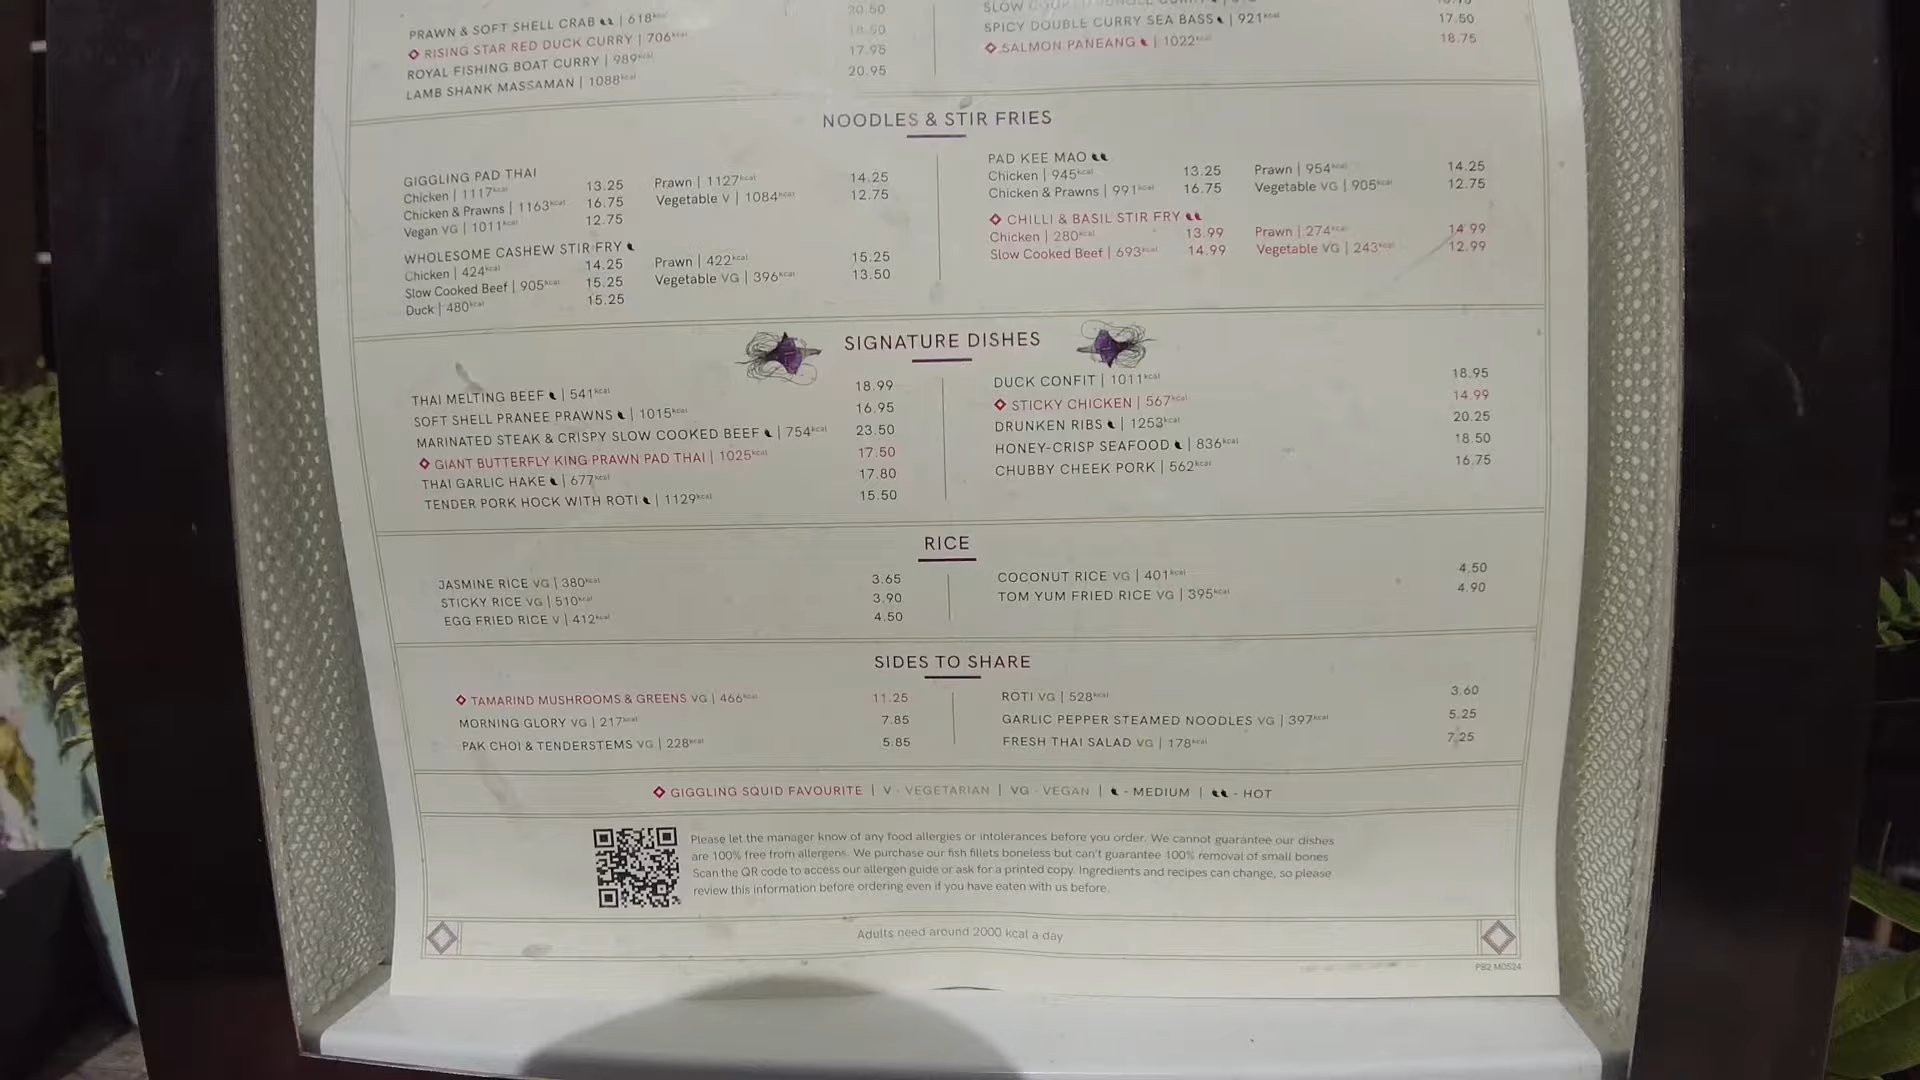 PRAWN & SOFT SHELL CRAB | 618kcal 20.50
RISING STAR RED DUCK CURRY | 706kcal 18.50
ROYAL FISHING BOAT CURRY | 989kcal 17.95
LAMB SHANK MASSAMAN | 1088kcal 20.95
SLOW
SPICY DOUBLE CURRY SEA BASS | 921kcal 17.50
SALMON PANEANG | 1022kcal 18.75
NOODLES & STIR FRIES
GIGGLING PAD THAI
Chicken | 1117kcal 13.25 Prawn | 1127kcal 14.25
Chicken & Prawns | 1163kcal 16.75 Vegetable V | 1084kcal 12.75
Vegan VG | 1011kcal 12.75
WHOLESOME CASHEW STIR FRY
Chicken | 424kcal 14.25 Prawn | 422kcal 15.25
Slow Cooked Beef | 905kcal 15.25 Vegetable VG | 396kcal 13.50
Duck | 480kcal 15.25
PAD KEE MAO
Chicken | 945kcal 13.25 Prawn | 954kcal 14.25
Chicken & Prawns | 991kcal 16.75 Vegetable VG | 905kcal 12.75
CHILLI & BASIL STIR FRY
Chicken | 280kcal 13.99 Prawn | 274kcal 14.99
Slow Cooked Beef | 693kcal 14.99 Vegetable VG | 243kcal 12.99
SIGNATURE DISHES
THAI MELTING BEEF | 541kcal 18.99
SOFT SHELL PRANEE PRAWNS | 1015kcal 16.95
MARINATED STEAK & CRISPY SLOW COOKED BEEF | 754kcal 23.50
GIANT BUTTERFLY KING PRAWN PAD THAI | 1025kcal 17.50
THAI GARLIC HAKE | 677kcal 17.80
TENDER PORK HOCK WITH ROTI | 1129kcal 15.50
DUCK CONFIT | 1011kcal 18.95
STICKY CHICKEN | 567kcal 14.99
DRUNKEN RIBS | 1253kcal 20.25
HONEY-CRISP SEAFOOD | 836kcal 18.50
CHUBBY CHEEK PORK | 562kcal 16.75
RICE
JASMINE RICE VG | 380kcal 3.65
STICKY RICE VG | 510kcal 3.90
EGG FRIED RICE V | 412kcal 4.50
COCONUT RICE VG | 401kcal 4.50
TOM YUM FRIED RICE VG | 395kcal 4.90
SIDES TO SHARE
TAMARIND MUSHROOMS & GREENS VG | 466kcal 11.25
MORNING GLORY VG | 217kcal 7.85
PAK CHOI & TENDERSTEMS VG | 228kcal 5.85
ROTI VG | 528kcal 3.60
GARLIC PEPPER STEAMED NOODLES VG | 397kcal 5.25
FRESH THAI SALAD VG | 178kcal 7.25
GIGGLING SQUID FAVOURITE | V - VEGETARIAN | VG - VEGAN | - MEDIUM | - HOT
Please let the manager know of any food allergies or intolerances before you order. We cannot guarantee our dishes
are 100% free from allergens. We purchase our fish fillets boneless but can't guarantee 100% removal of small bones
Scan the QR code to access our allergen guide or ask for a printed copy. Ingredients and recipes can change, so please
review this information before ordering even if you have eaten with us before.
Adults need around 2000 kcal a day
PB2 M0524